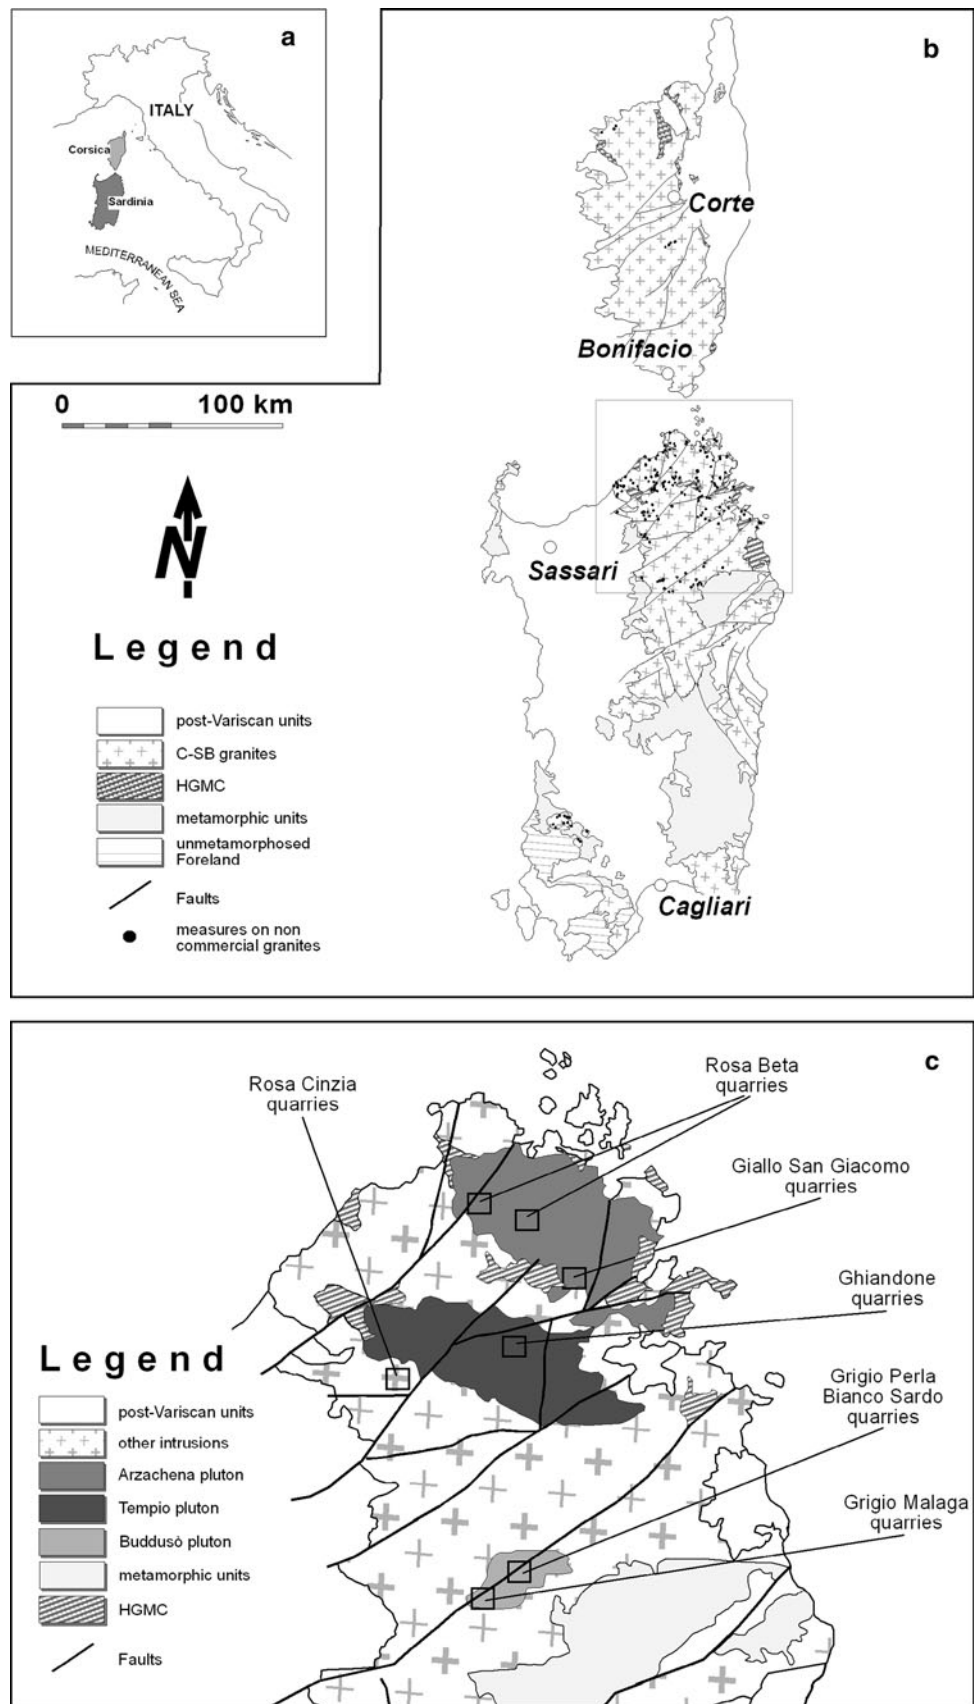 a
ITALY
Corsica
Sardinia
MEDITERRANEAN SEA
b
Corte
Bonifacio
0 100 km
N
Sassari
Cagliari
Legend
post-Variscan units
C-SB granites
HGMC
metamorphic units
unmetamorphosed
Foreland
Faults
measures on non
commercial granites
c
Rosa Cinzia
quarries
Rosa Beta
quarries
Giallo San Giacomo
quarries
Ghiandone
quarries
Grigio Perla
Bianco Sardo
quarries
Grigio Malaga
quarries
Legend
post-Variscan units
other intrusions
Arzachena pluton
Tempio pluton
Buddusò pluton
metamorphic units
HGMC
Faults